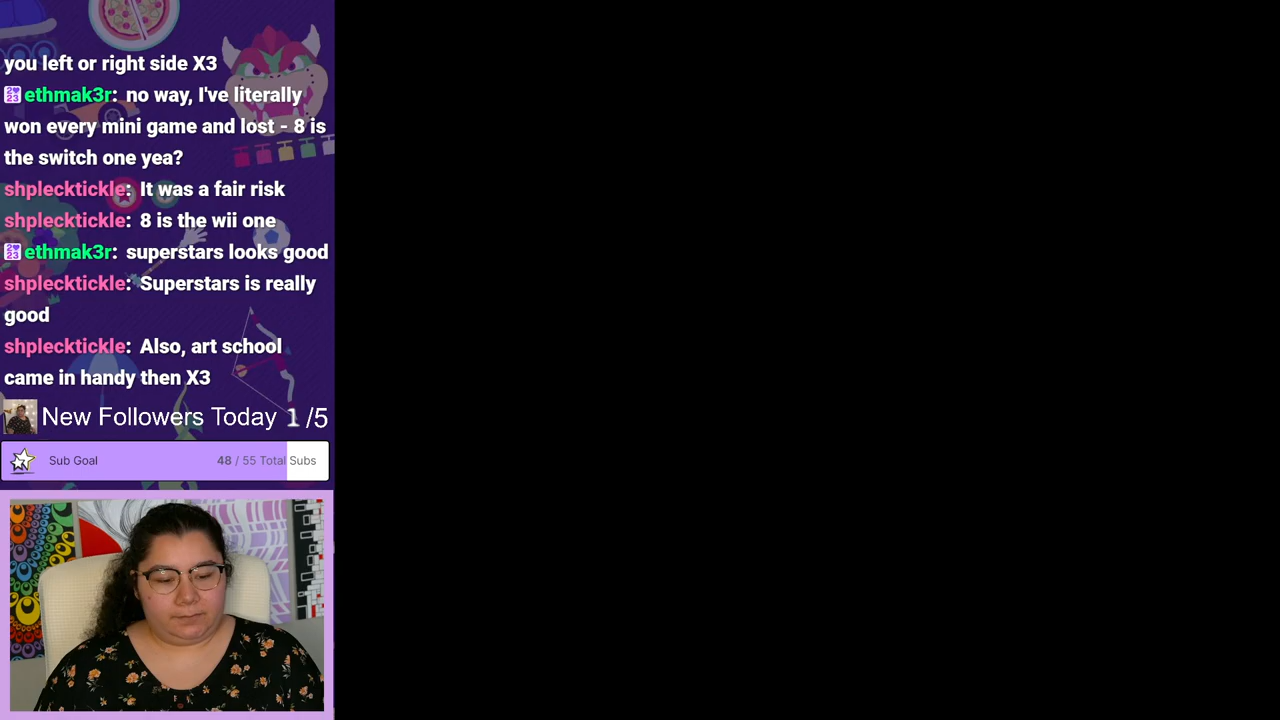 you left or right side X3
ethmak3r: no way, I've literally
won every mini game and lost - 8 is
the switch one yea?
shplecktickle: It was a fair risk
shplecktickle: 8 is the wii one
ethmak3r: superstars looks good
shplecktickle: Superstars is really
good
shplecktickle: Also, art school
came in handy then X3
New Followers Today 1 /5
Sub Goal 48 / 55 Total Subs